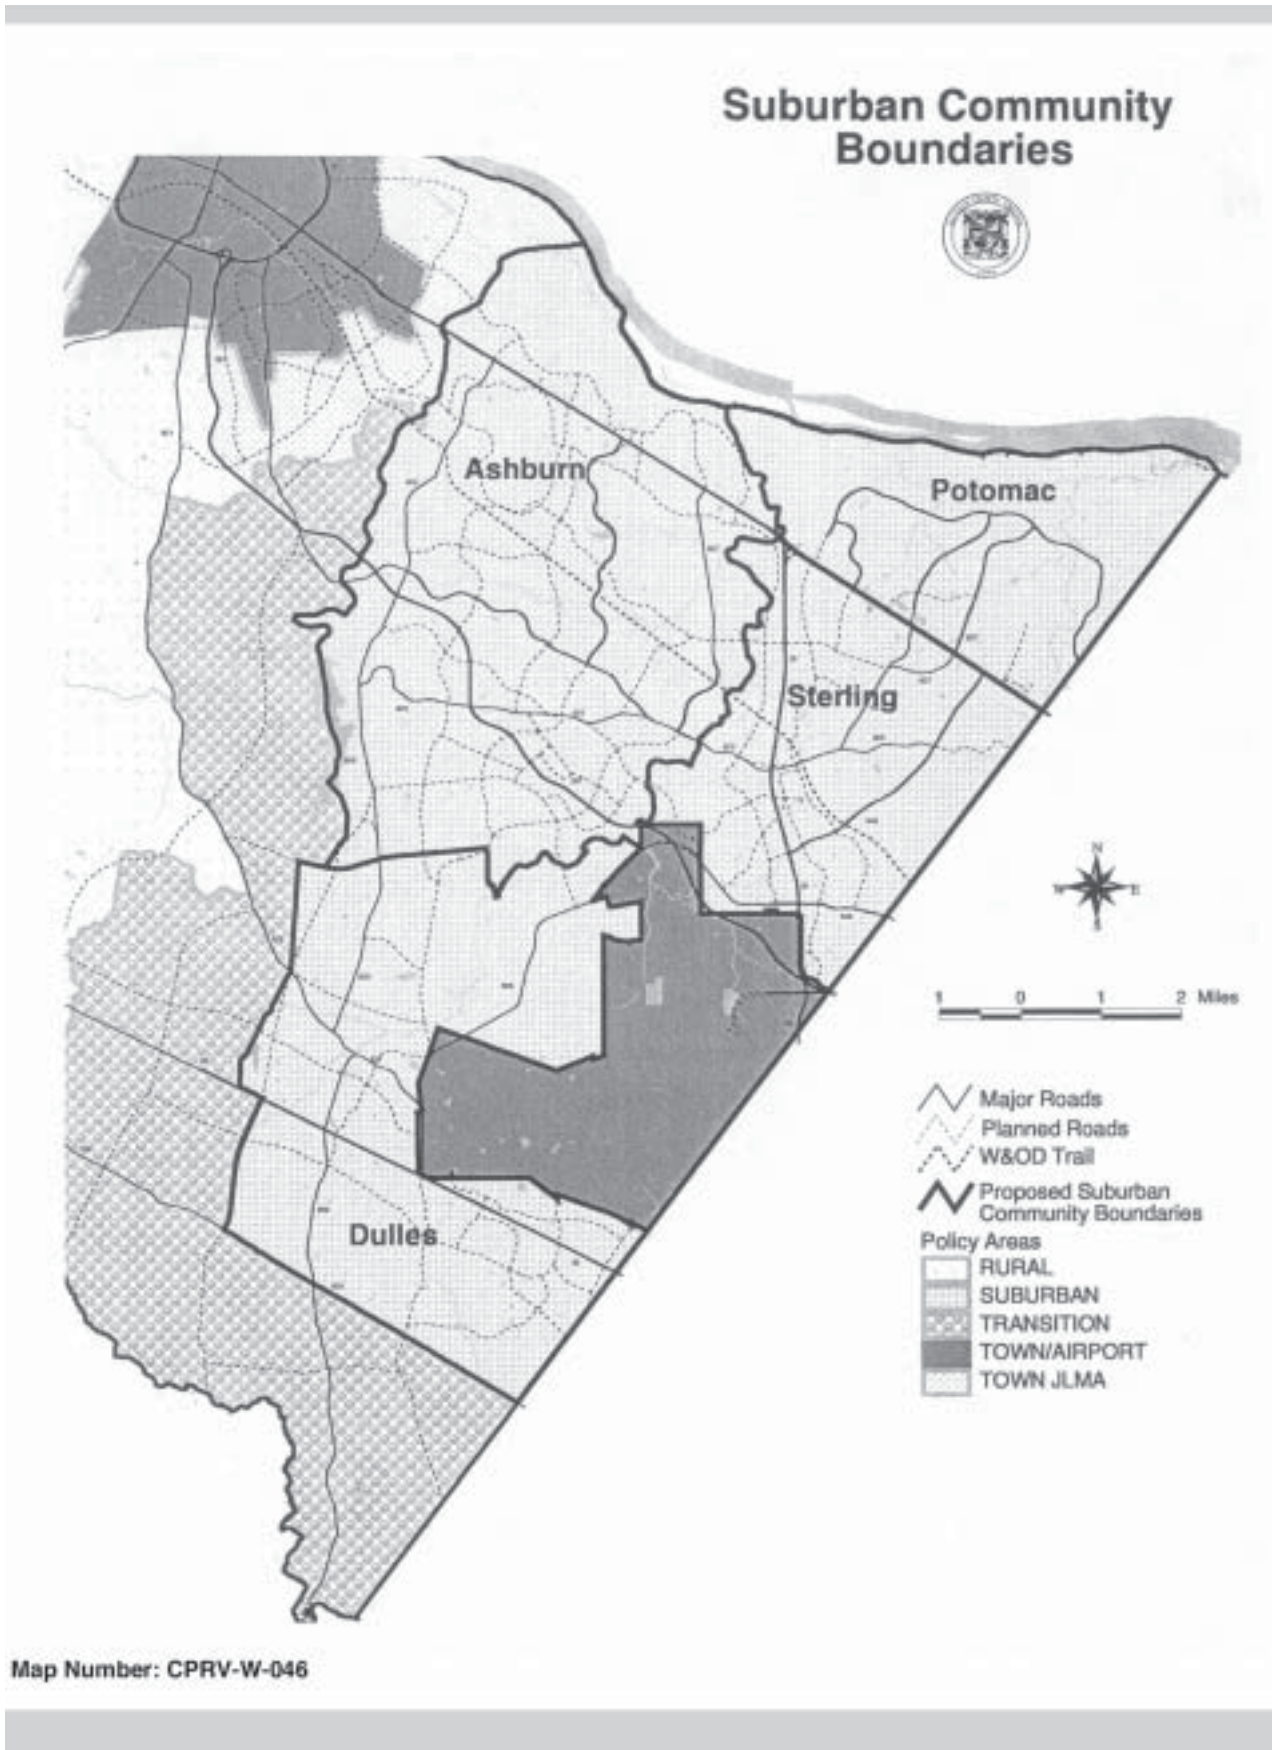 Suburban Community
Boundaries
Ashburn
Potomac
Sterling
Dulles
N
W
E
S
1 0 1 2 Miles
Major Roads
Planned Roads
W&OD Trail
Proposed Suburban
Community Boundaries
Policy Areas
RURAL
SUBURBAN
TRANSITION
TOWN/AIRPORT
TOWN JLMA
Map Number: CPRV-W-046